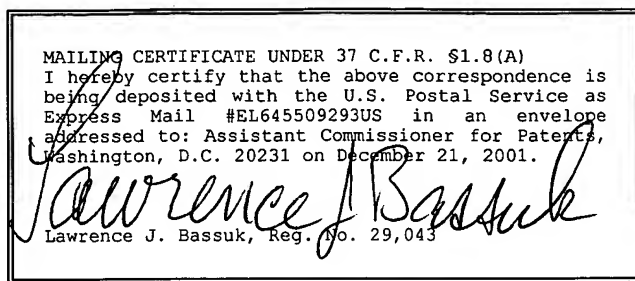 MAILING CERTIFICATE UNDER 37 C.F.R. §1.8(A)
I hereby certify that the above correspondence is
being deposited with the U.S. Postal Service as
Express Mail #EL645509293US in an envelope
addressed to: Assistant Commissioner for Patents,
Washington, D.C. 20231 on December 21, 2001.
Lawrence J Bassuk
Lawrence J. Bassuk, Reg. No. 29,043